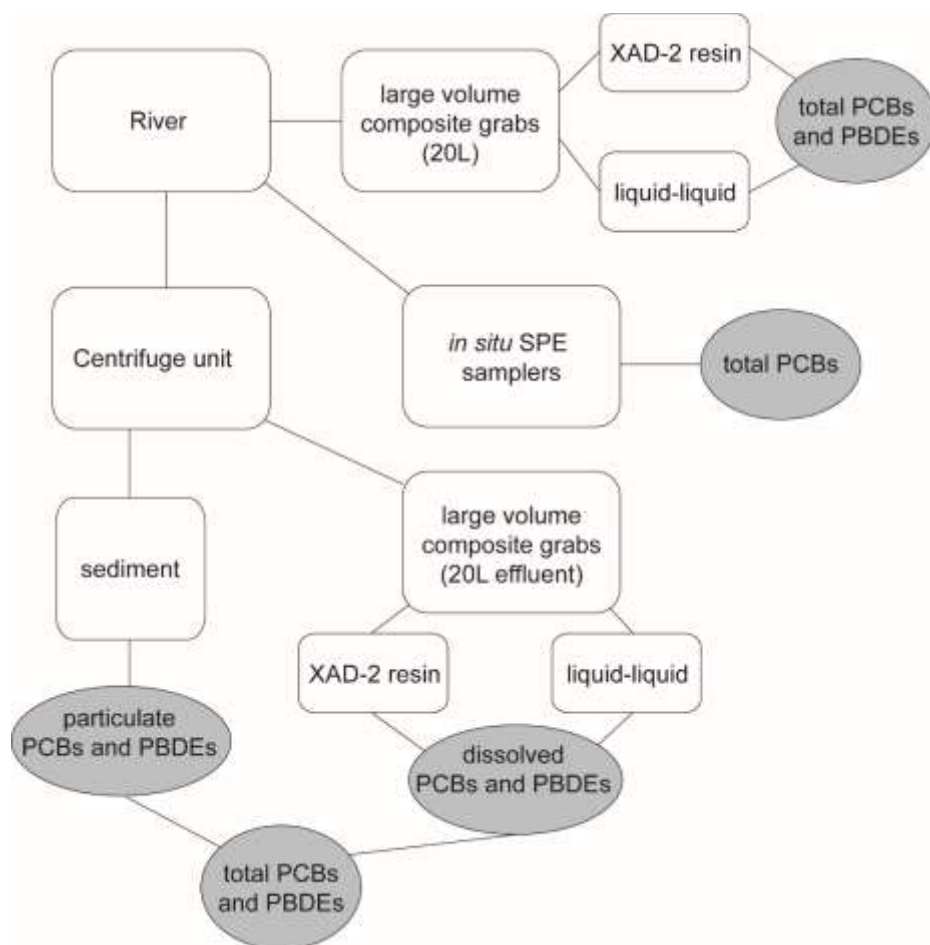 River
large volume
composite grabs
(20L)
XAD-2 resin
liquid-liquid
total PCBs
and PBDEs
Centrifuge unit
in situ SPE
samplers
total PCBs
sediment
large volume
composite grabs
(20L effluent)
XAD-2 resin
liquid-liquid
particulate
PCBs and PBDEs
dissolved
PCBs and PBDEs
total PCBs
and PBDEs